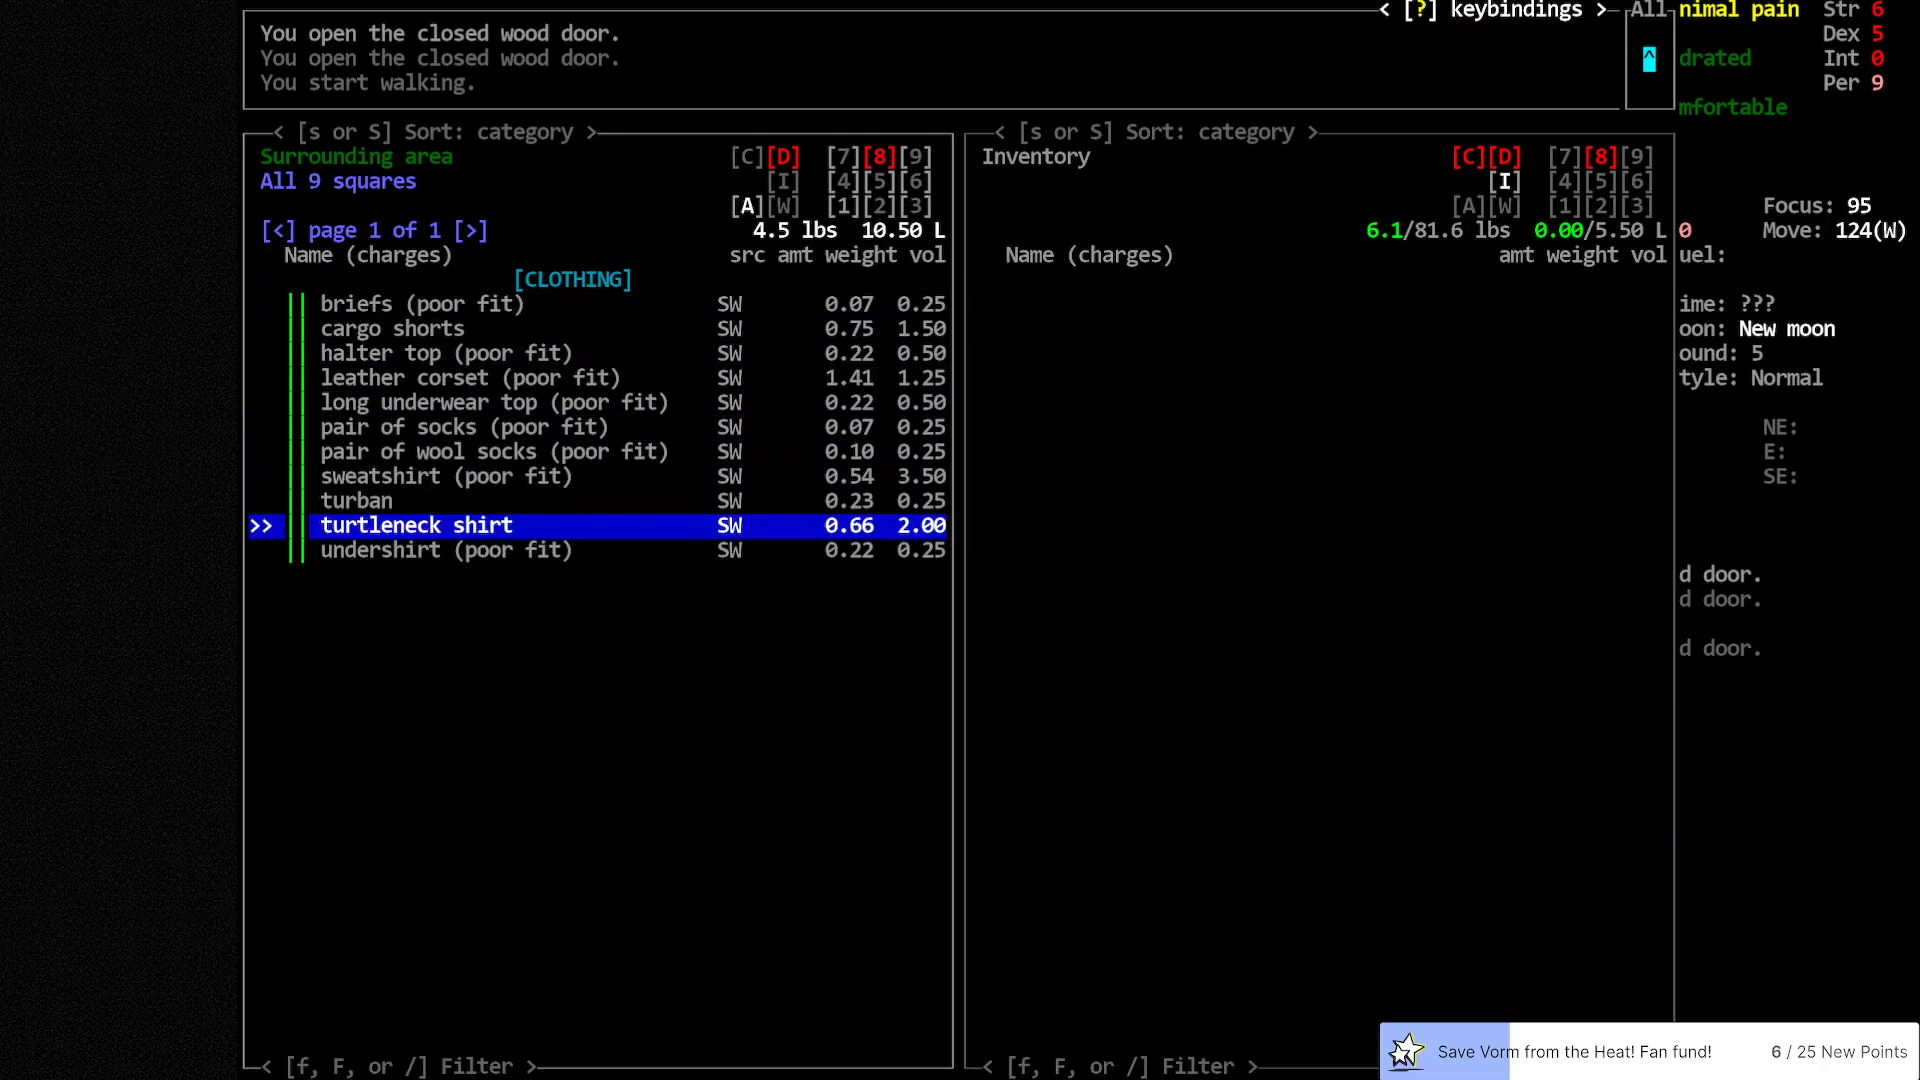 < [?] keybindings >
All
nimal pain Str 6
You open the closed wood door.
Dex 5
You open the closed wood door.
^
drated Int 0
You start walking.
Per 9
mfortable
< [s or S] Sort: category >
< [s or S] Sort: category >
Surrounding area [C][D] [7][8][9]
Inventory [C][D] [7][8][9]
All 9 squares [I] [4][5][6]
[I] [4][5][6]
[A][W] [1][2][3]
[A][W] [1][2][3]
Focus: 95
[<] page 1 of 1 [>] 4.5 lbs 10.50 L
6.1/81.6 lbs 0.00/5.50 L
0 Move: 124(W)
Name (charges) src amt weight vol
Name (charges) amt weight vol
uel:
[CLOTHING]
briefs (poor fit) SW 0.07 0.25
ime: ???
cargo shorts SW 0.75 1.50
oon: New moon
halter top (poor fit) SW 0.22 0.50
ound: 5
leather corset (poor fit) SW 1.41 1.25
tyle: Normal
long underwear top (poor fit) SW 0.22 0.50
pair of socks (poor fit) SW 0.07 0.25
NE:
pair of wool socks (poor fit) SW 0.10 0.25
E:
sweatshirt (poor fit) SW 0.54 3.50
SE:
turban SW 0.23 0.25
>> turtleneck shirt SW 0.66 2.00
undershirt (poor fit) SW 0.22 0.25
d door.
d door.
d door.
< [f, F, or /] Filter >
< [f, F, or /] Filter >
Save Vorm from the Heat! Fan fund! 6 / 25 New Points